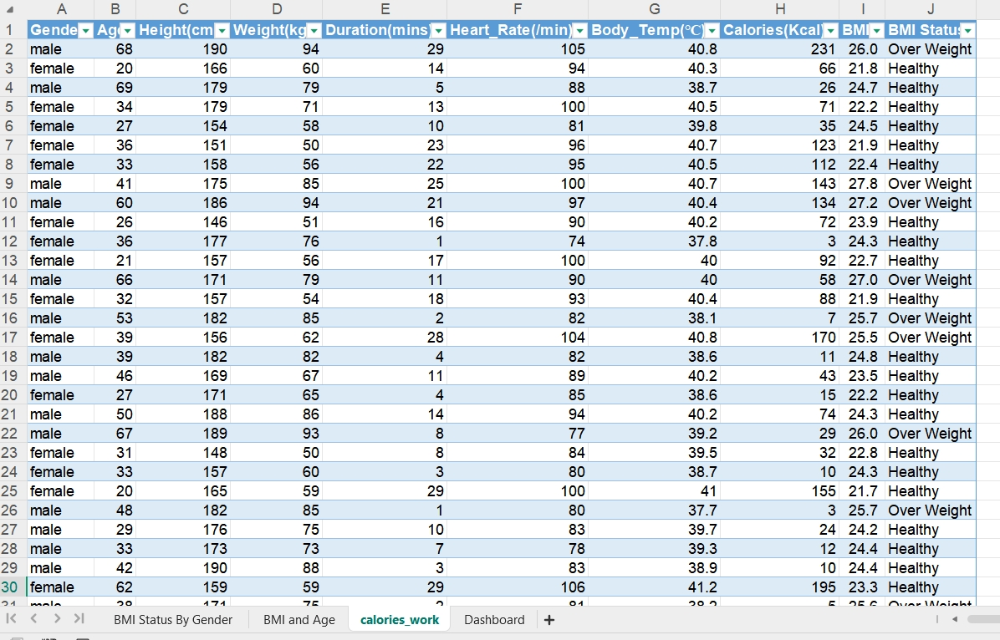 A B C D E F G H I J
1 Gende Ag Height(cm Weight(kg Duration(mins) Heart_Rate(/min) Body_Temp(℃) Calories(Kcal) BMI BMI Status
2 male 68 190 94 29 105 40.8 231 26.0 Over Weight
3 female 20 166 60 14 94 40.3 66 21.8 Healthy
4 male 69 179 79 5 88 38.7 26 24.7 Healthy
5 female 34 179 71 13 100 40.5 71 22.2 Healthy
6 female 27 154 58 10 81 39.8 35 24.5 Healthy
7 female 36 151 50 23 96 40.7 123 21.9 Healthy
8 female 33 158 56 22 95 40.5 112 22.4 Healthy
9 male 41 175 85 25 100 40.7 143 27.8 Over Weight
10 male 60 186 94 21 97 40.4 134 27.2 Over Weight
11 female 26 146 51 16 90 40.2 72 23.9 Healthy
12 female 36 177 76 1 74 37.8 3 24.3 Healthy
13 female 21 157 56 17 100 40 92 22.7 Healthy
14 male 66 171 79 11 90 40 58 27.0 Over Weight
15 female 32 157 54 18 93 40.4 88 21.9 Healthy
16 male 53 182 85 2 82 38.1 7 25.7 Over Weight
17 female 39 156 62 28 104 40.8 170 25.5 Over Weight
18 male 39 182 82 4 82 38.6 11 24.8 Healthy
19 male 46 169 67 11 89 40.2 43 23.5 Healthy
20 female 27 171 65 4 85 38.6 15 22.2 Healthy
21 male 50 188 86 14 94 40.2 74 24.3 Healthy
22 male 67 189 93 8 77 39.2 29 26.0 Over Weight
23 female 31 148 50 8 84 39.5 32 22.8 Healthy
24 female 33 157 60 3 80 38.7 10 24.3 Healthy
25 female 20 165 59 29 100 41 155 21.7 Healthy
26 male 48 182 85 1 80 37.7 3 25.7 Over Weight
27 male 29 176 75 10 83 39.7 24 24.2 Healthy
28 male 33 173 73 7 78 39.3 12 24.4 Healthy
29 male 42 190 88 3 83 38.9 10 24.4 Healthy
30 female 62 159 59 29 106 41.2 195 23.3 Healthy
31 male 171 75 2 81 Over Weight
BMI Status By Gender BMI and Age calories_work Dashboard +